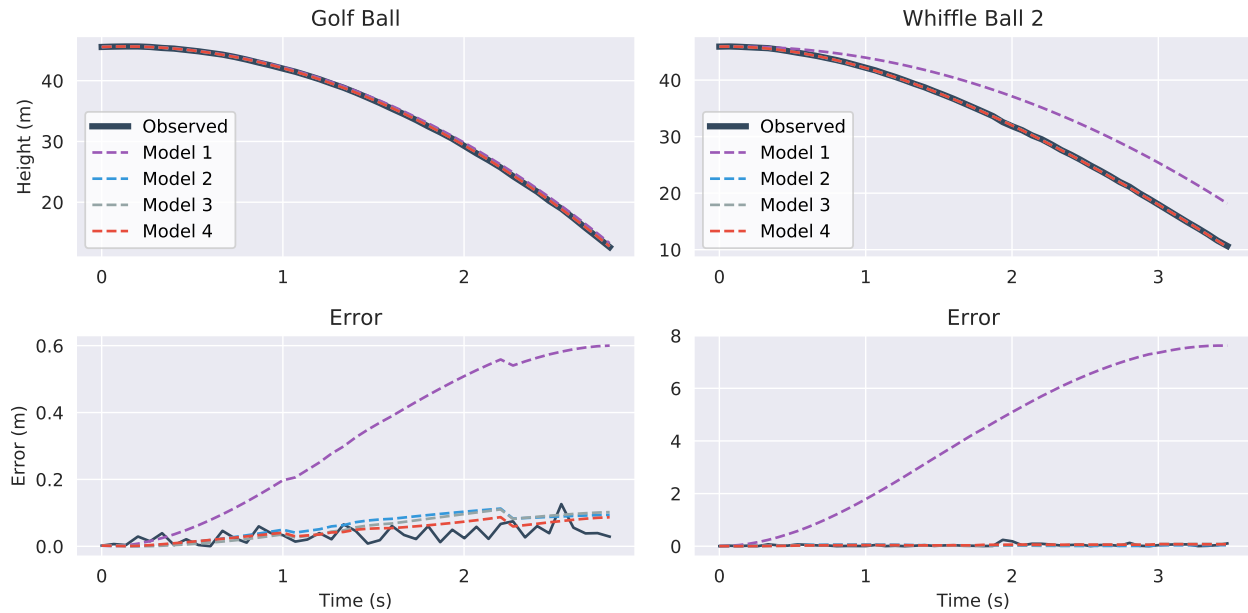 Golf Ball
Height (m)
40
30
20
Observed
Model 1
Model 2
Model 3
Model 4
0
1
2
Whiffle Ball 2
40
30
20
10
Observed
Model 1
Model 2
Model 3
Model 4
0
1
2
3
Error
Error (m)
0.6
0.4
0.2
0.0
0
1
2
Time (s)
Error
8
6
4
2
0
0
1
2
3
Time (s)